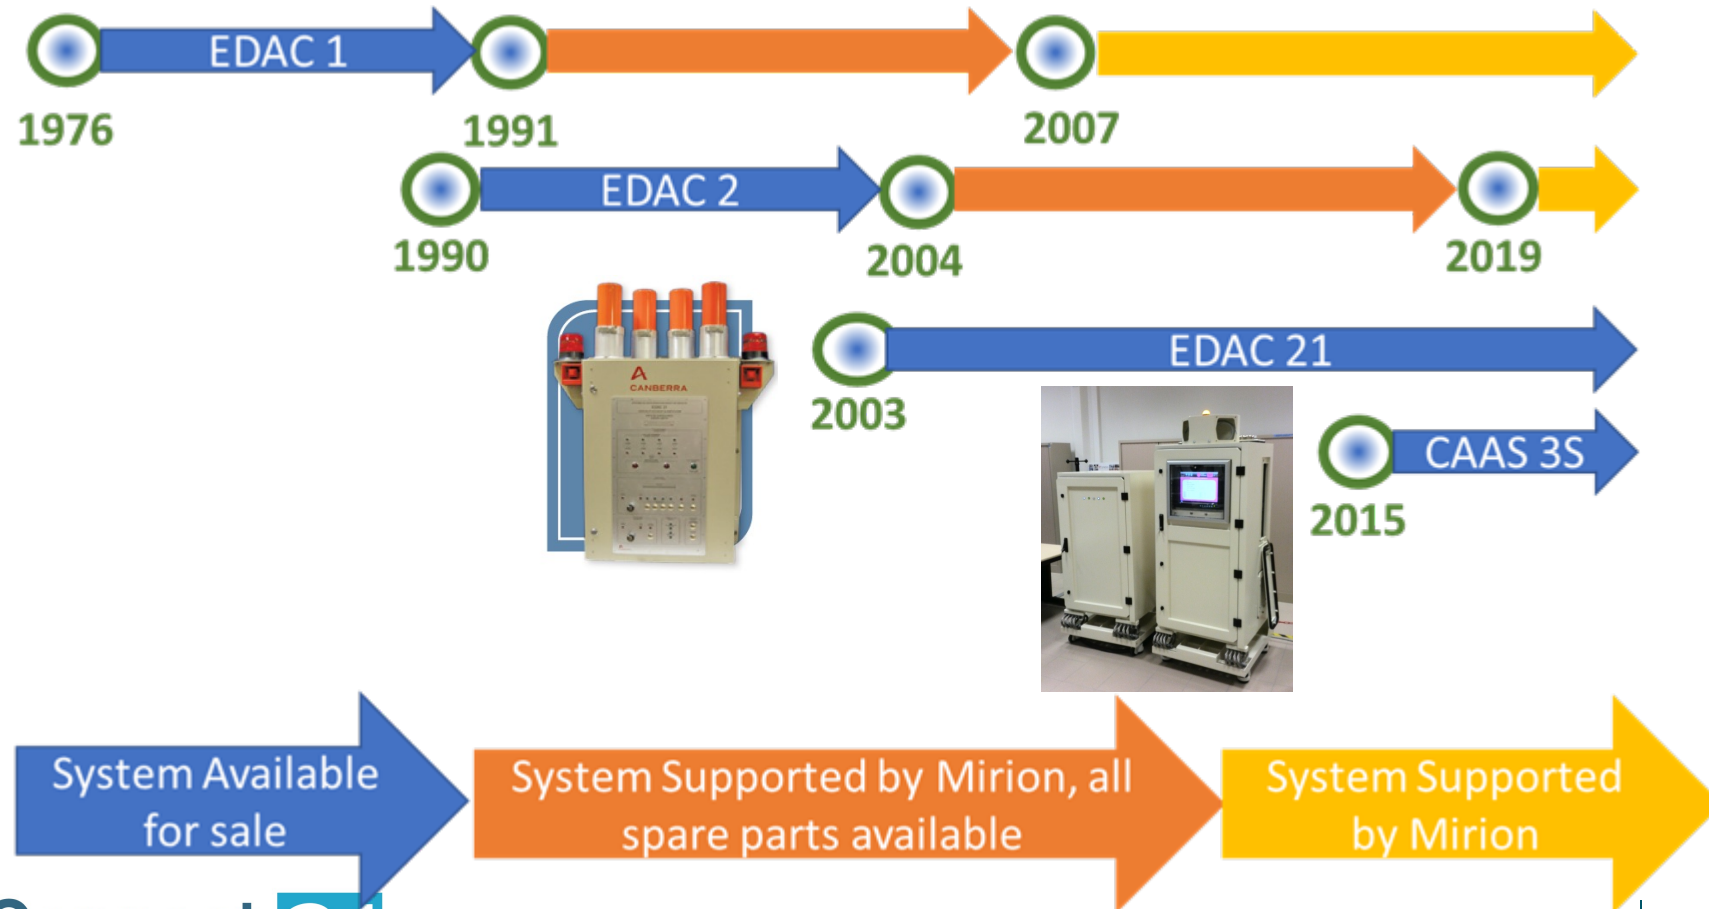 EDAC 1
1976
1991
2007
EDAC 2
1990
2004
2019
EDAC 21
2003
CANBERRA
CAAS 3S
2015
System Available
for sale
System Supported by Mirion, all
spare parts available
System Supported
by Mirion